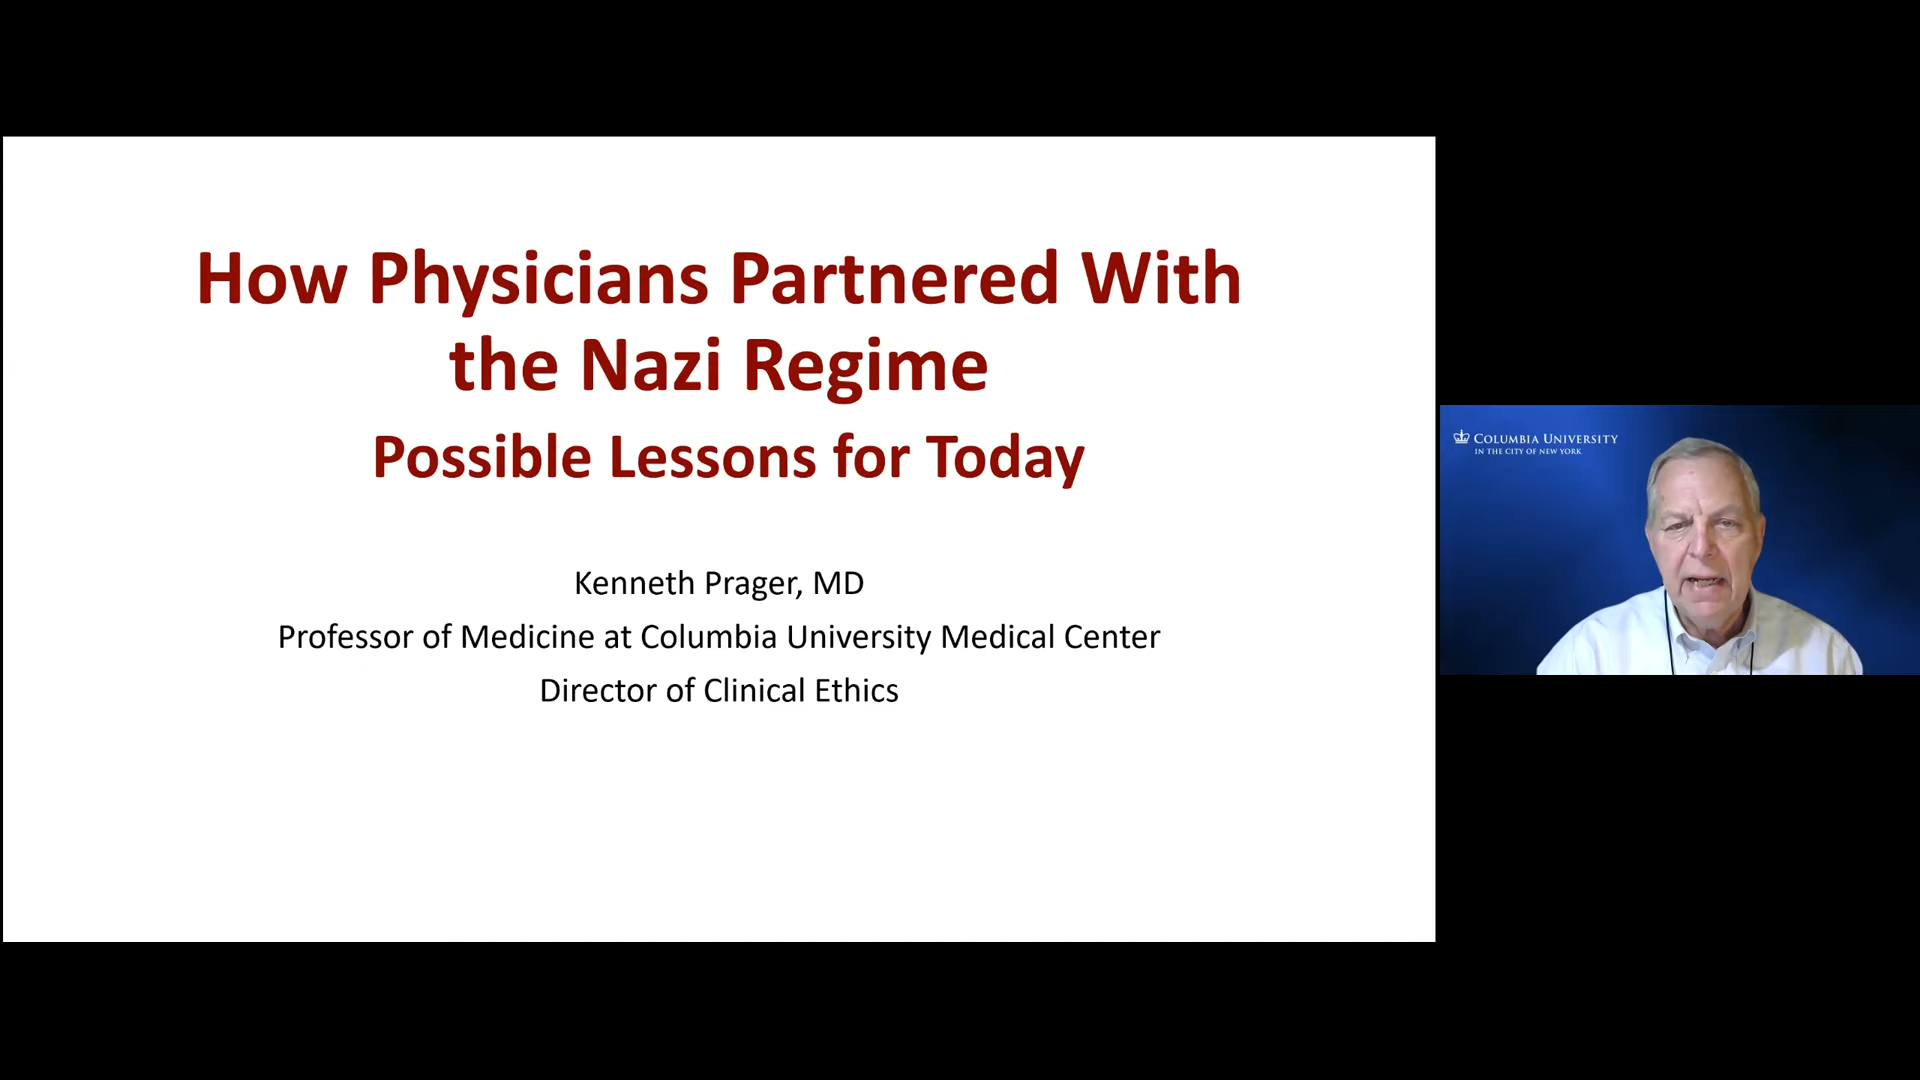 How Physicians Partnered With
the Nazi Regime
Possible Lessons for Today
Kenneth Prager, MD
Professor of Medicine at Columbia University Medical Center
Director of Clinical Ethics
COLUMBIA UNIVERSITY
IN THE CITY OF NEW YORK